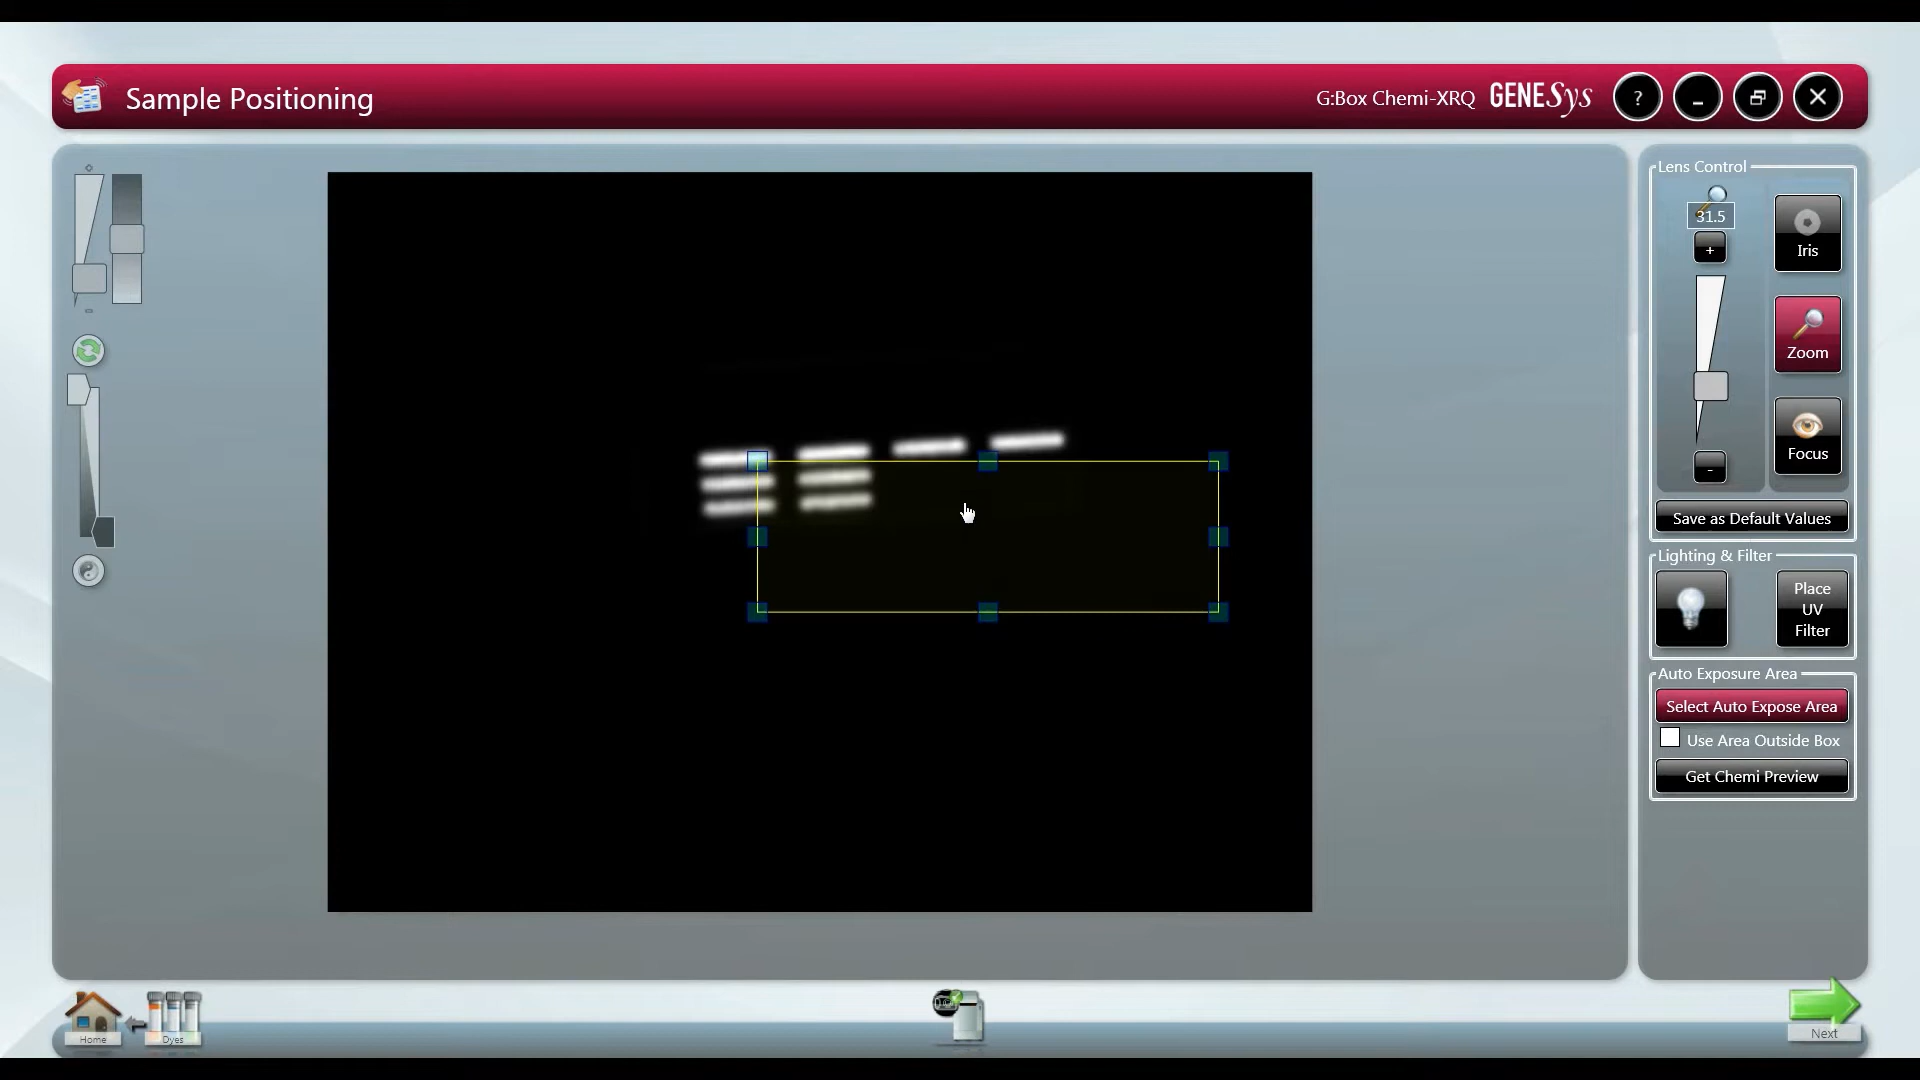 Sample Positioning
G:Box Chemi-XRQ GENESys ?
Lens Control
31.5
+
Iris
Zoom
Focus
-
Save as Default Values
Lighting & Filter
Place
UV
Filter
Auto Exposure Area
Select Auto Expose Area
Use Area Outside Box
Get Chemi Preview
Home
Dyes
Next